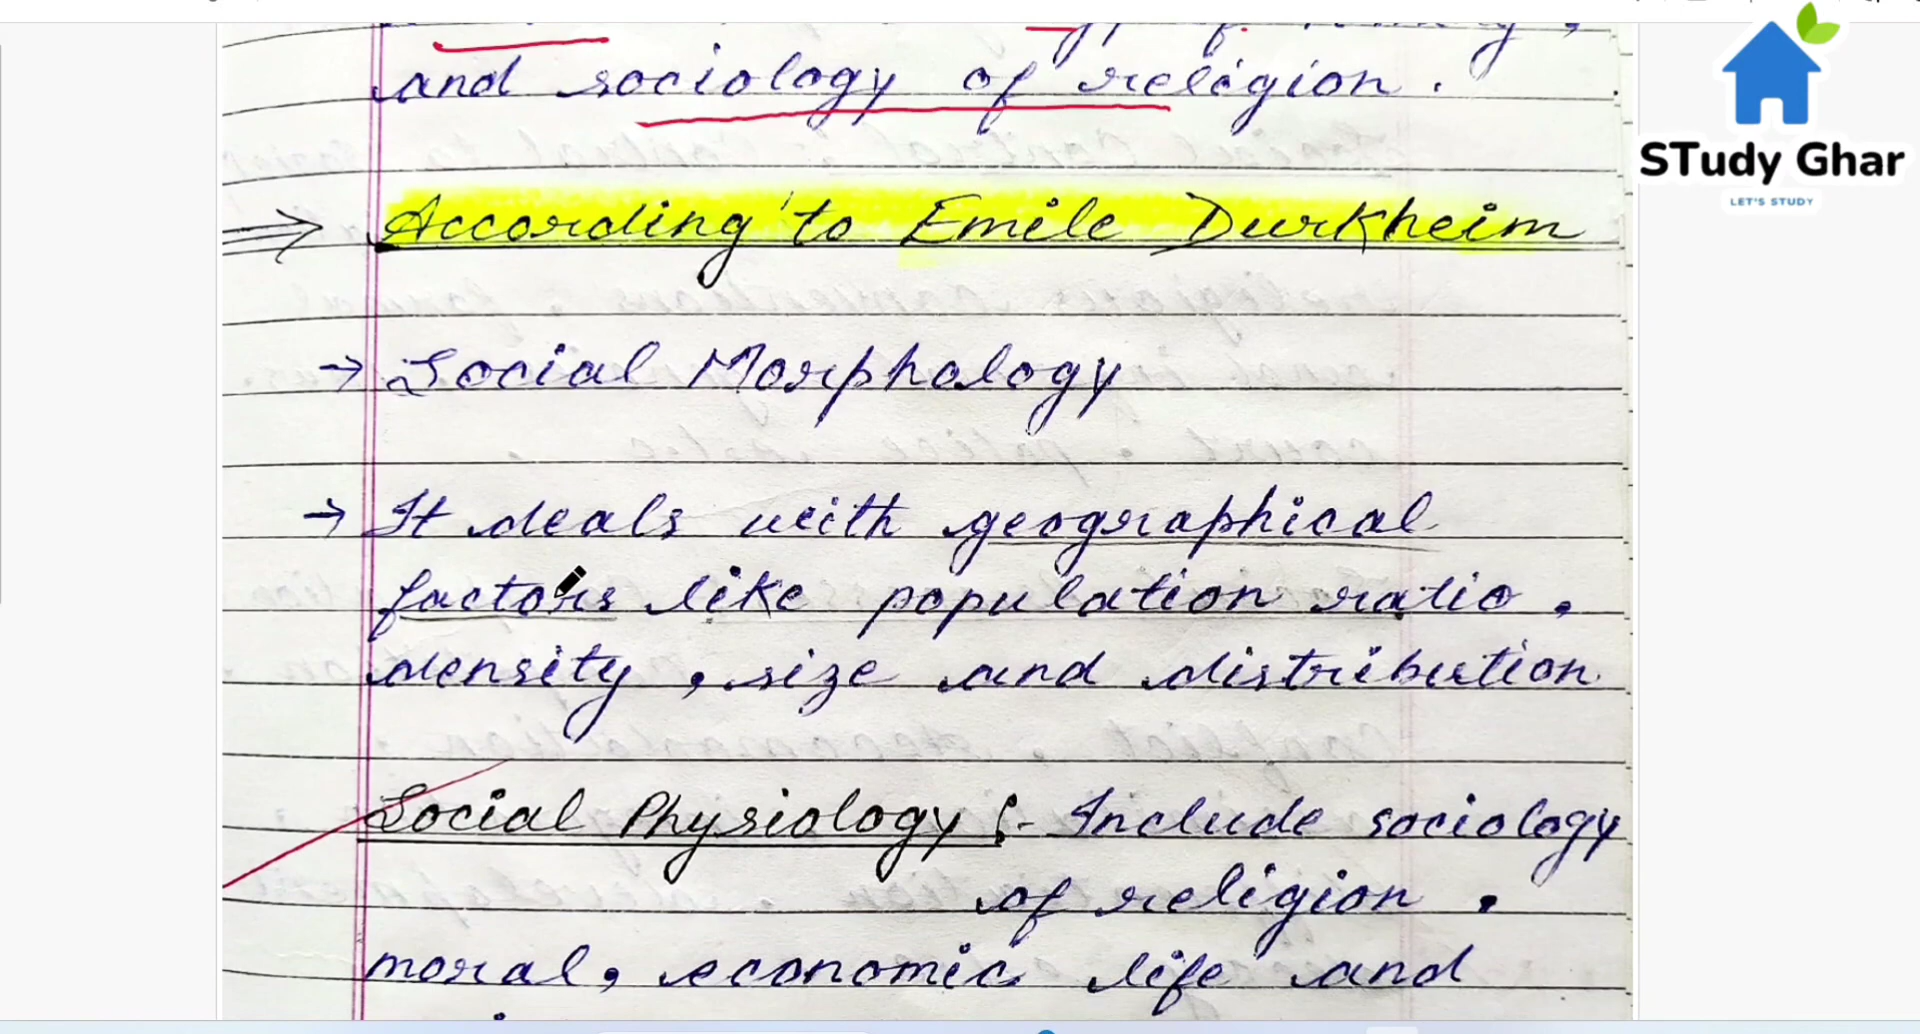 and sociology of religion.
STudy Ghar
LET'S STUDY
⇒ According to Emile Durkheim
→ Social Morphology
→ It deals with geographical
factors like population ratio,
density, size and distribution
Social Physiology :- Include sociology
of religion,
moral, economic life and